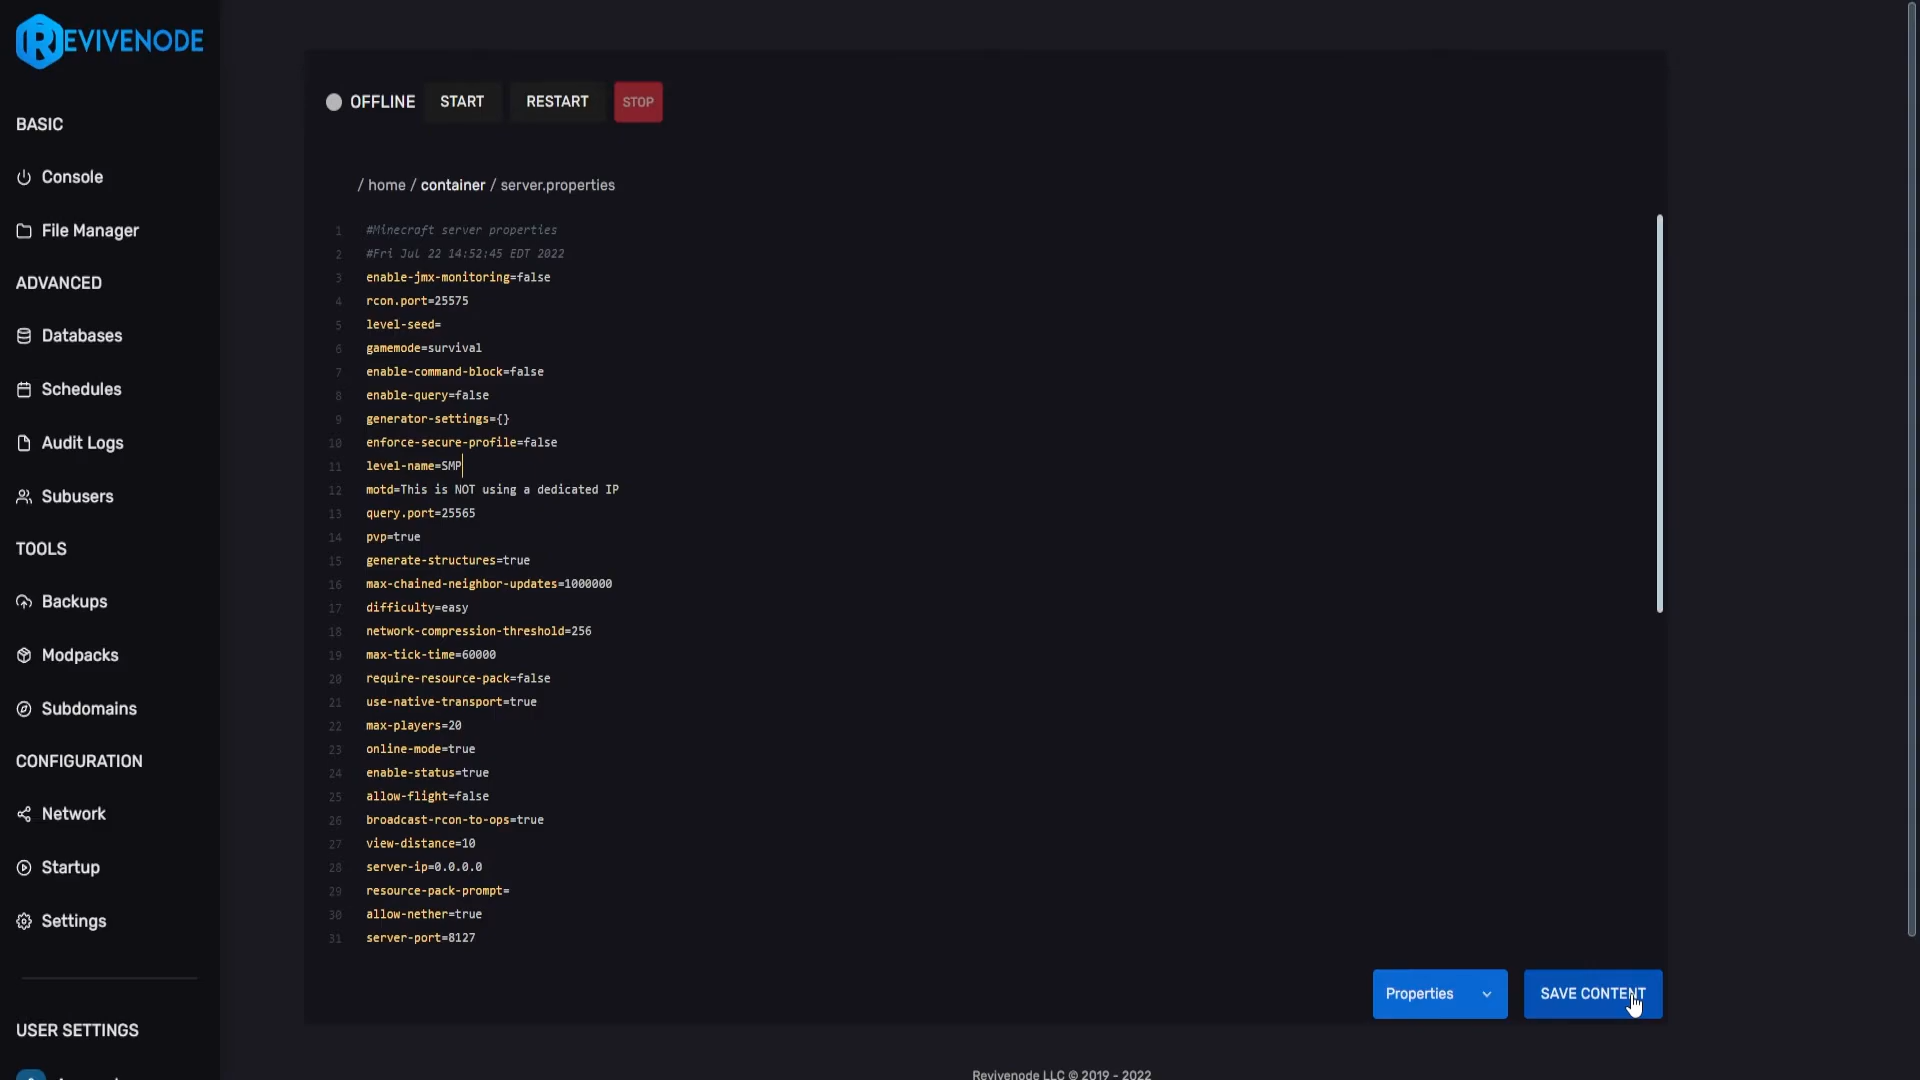 REVIVENODE
BASIC
Console
File Manager
ADVANCED
Databases
Schedules
Audit Logs
Subusers
TOOLS
Backups
Modpacks
Subdomains
CONFIGURATION
Network
Startup
Settings
USER SETTINGS
OFFLINE START RESTART STOP
/ home / container / server.properties
1 #Minecraft server properties
2 #Fri Jul 22 14:52:45 EDT 2022
3 enable-jmx-monitoring=false
4 rcon.port=25575
5 level-seed=
6 gamemode=survival
7 enable-command-block=false
8 enable-query=false
9 generator-settings={}
10 enforce-secure-profile=false
11 level-name=SMP
12 motd=This is NOT using a dedicated IP
13 query.port=25565
14 pvp=true
15 generate-structures=true
16 max-chained-neighbor-updates=1000000
17 difficulty=easy
18 network-compression-threshold=256
19 max-tick-time=60000
20 require-resource-pack=false
21 use-native-transport=true
22 max-players=20
23 online-mode=true
24 enable-status=true
25 allow-flight=false
26 broadcast-rcon-to-ops=true
27 view-distance=10
28 server-ip=0.0.0.0
29 resource-pack-prompt=
30 allow-nether=true
31 server-port=8127
Properties SAVE CONTENT
Revivenode LLC © 2019 - 2022